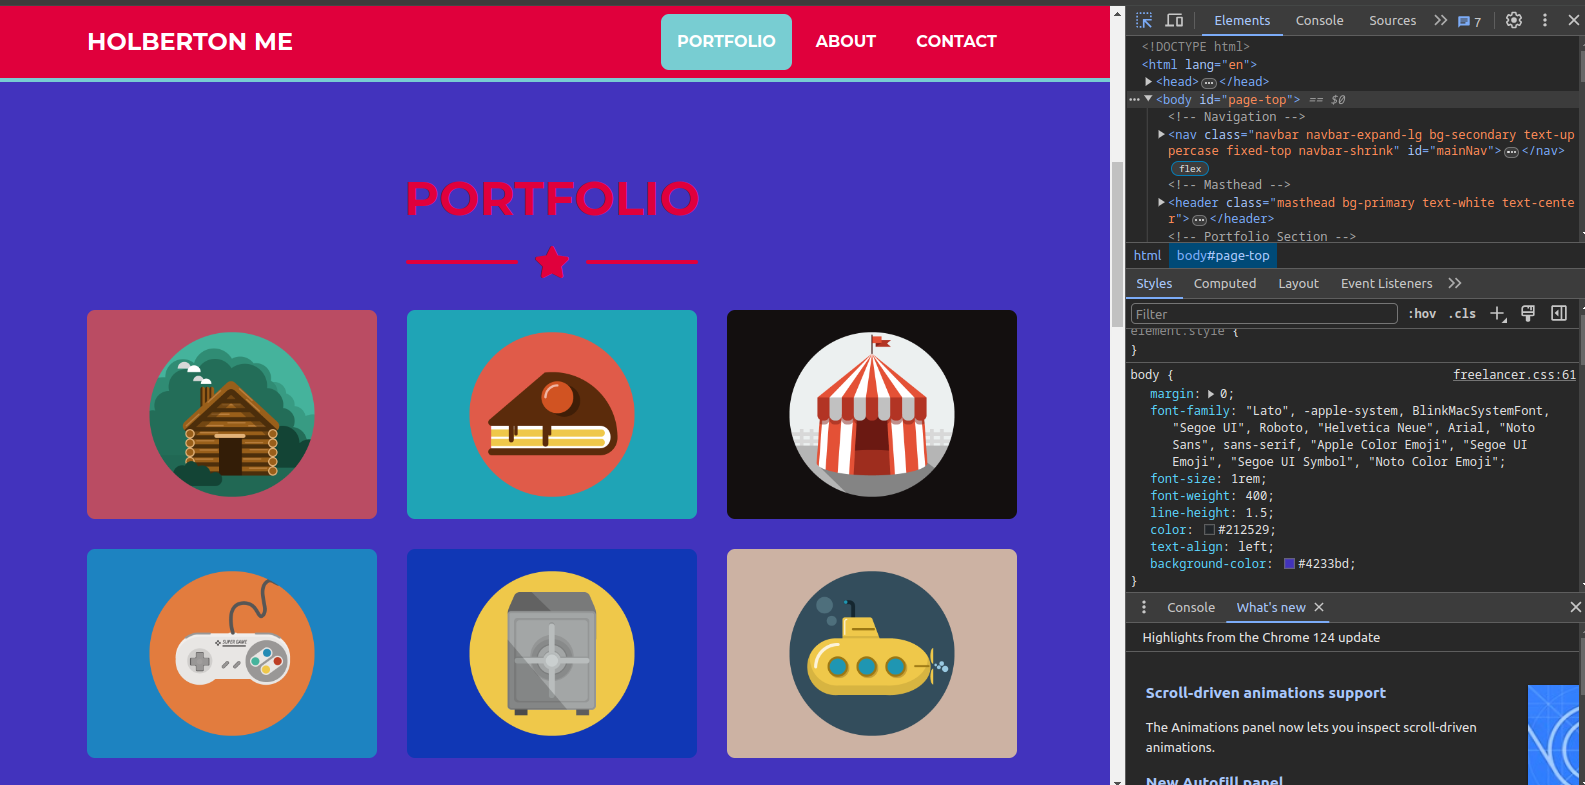 HOLBERTON ME
PORTFOLIO
ABOUT
CONTACT
PORTFOLIO
SUPER GAME
Elements
Console
Sources
7
<!DOCTYPE html>
<html lang="en">
<head> ••• </head>
••• <body id="page-top"> == $0
<!-- Navigation -->
<nav class="navbar navbar-expand-lg bg-secondary text-up
percase fixed-top navbar-shrink" id="mainNav"> ••• </nav>
flex
<!-- Masthead -->
<header class="masthead bg-primary text-white text-cente
r"> ••• </header>
<!-- Portfolio Section -->
html
body#page-top
Styles
Computed
Layout
Event Listeners
Filter
:hov
.cls
element.style {
}
body {
freelancer.css:61
margin: 0;
font-family: "Lato", -apple-system, BlinkMacSystemFont,
"Segoe UI", Roboto, "Helvetica Neue", Arial, "Noto
Sans", sans-serif, "Apple Color Emoji", "Segoe UI
Emoji", "Segoe UI Symbol", "Noto Color Emoji";
font-size: 1rem;
font-weight: 400;
line-height: 1.5;
color: #212529;
text-align: left;
background-color: #4233bd;
}
Console
What's new
Highlights from the Chrome 124 update
Scroll-driven animations support
The Animations panel now lets you inspect scroll-driven
animations.
New Autofill panel